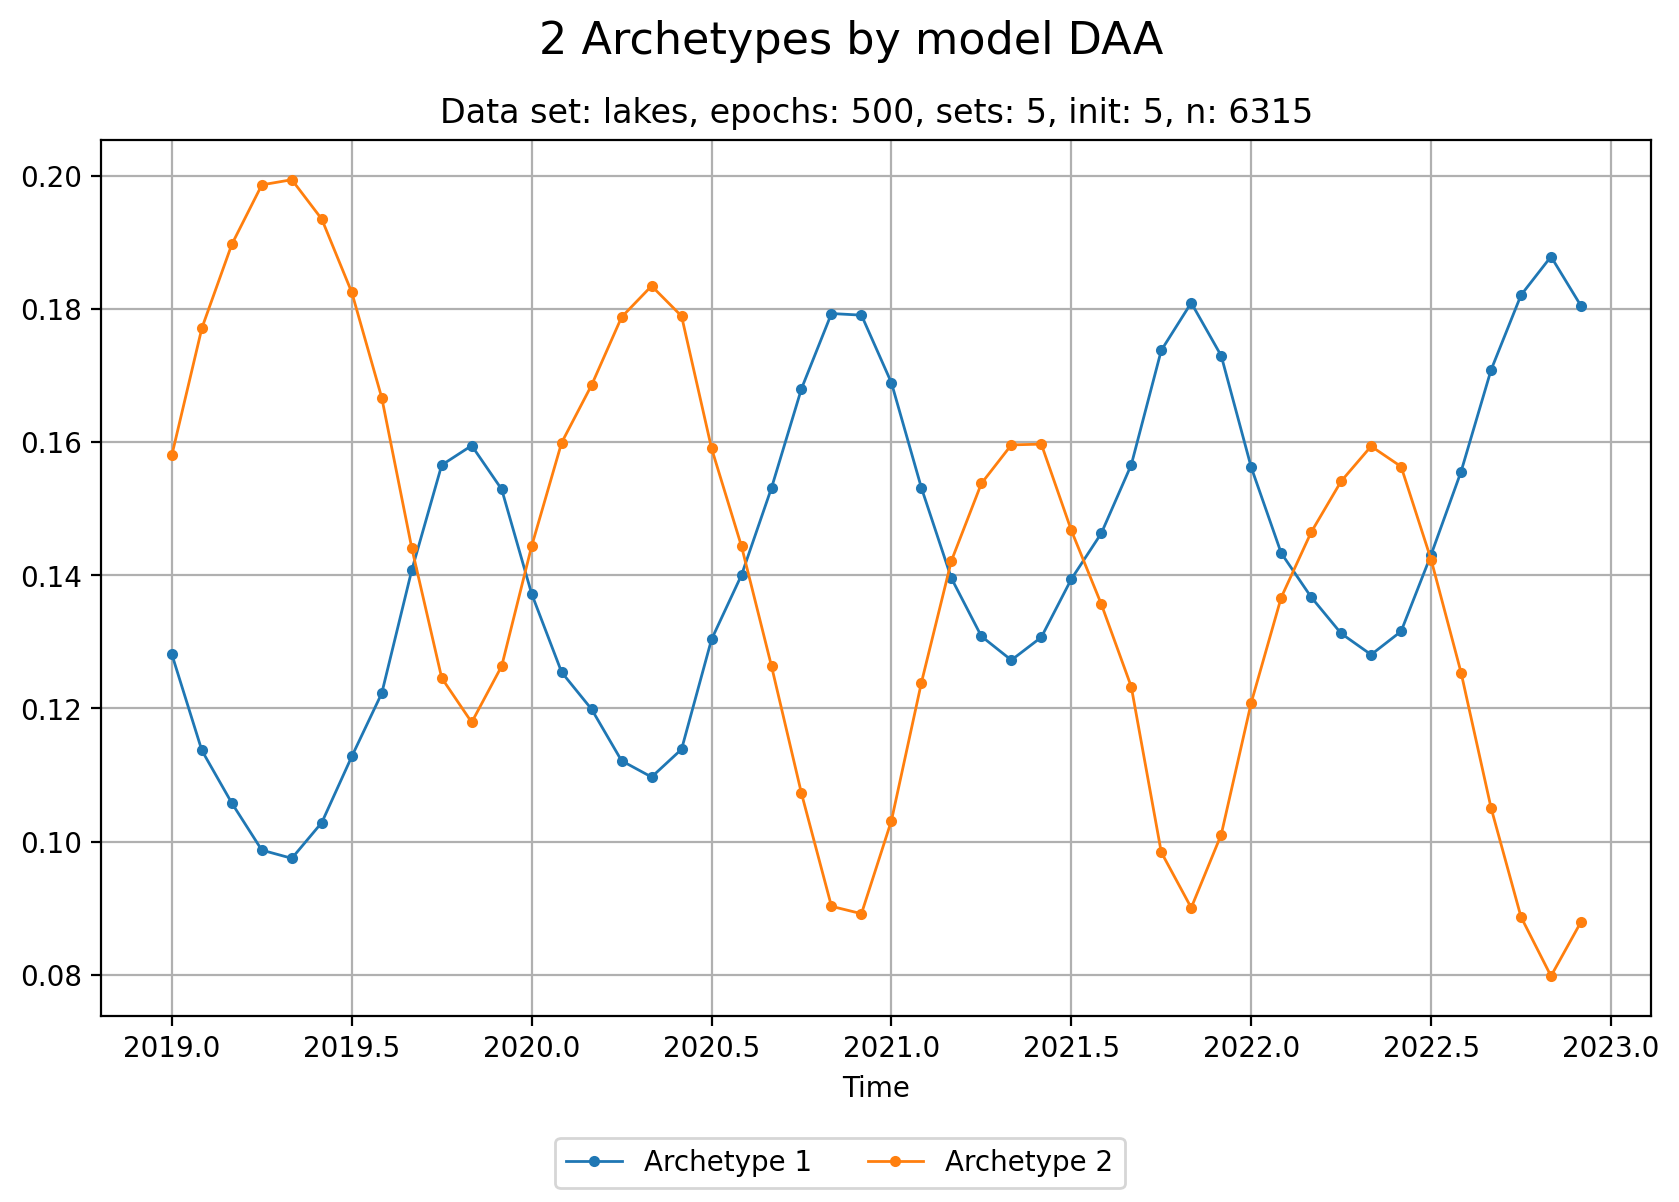 2 Archetypes by model DAA
Data set: lakes, epochs: 500, sets: 5, init: 5, n: 6315
0.20
0.18
0.16
0.14
0.12
0.10
0.08
2019.0 2019.5 2020.0 2020.5 2021.0 2021.5 2022.0 2022.5 2023.0
Time
Archetype 1 Archetype 2